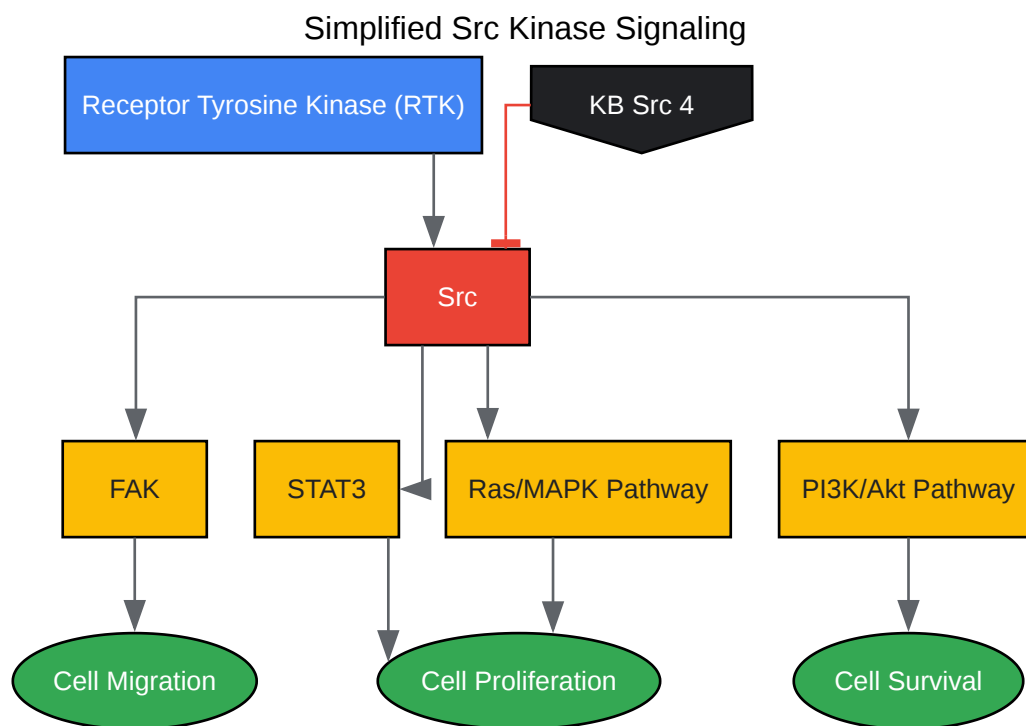 Simplified Src Kinase Signaling
Receptor Tyrosine Kinase (RTK)
KB Src 4
Src
FAK
STAT3
Ras/MAPK Pathway
PI3K/Akt Pathway
Cell Migration
Cell Proliferation
Cell Survival